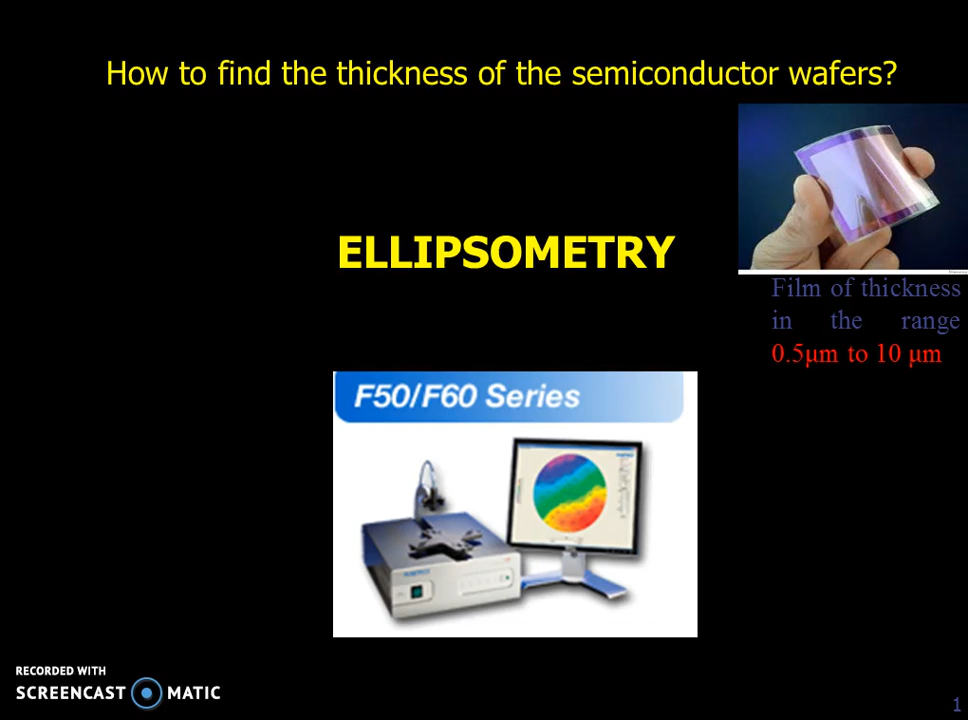 How to find the thickness of the semiconductor wafers?
ELLIPSOMETRY
Film of thickness
in the range
0.5μm to 10 μm
F50/F60 Series
RECORDED WITH
SCREENCAST MATIC
1